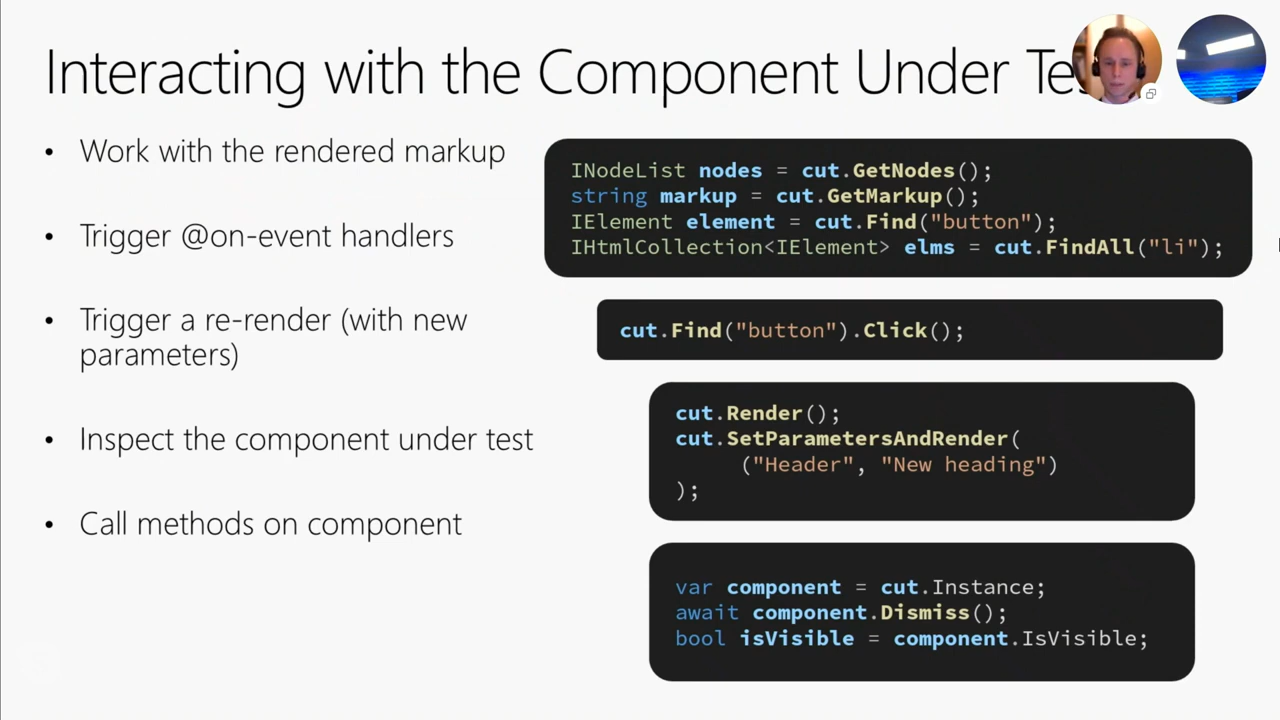 Interacting with the Component Under Te
• Work with the rendered markup
• Trigger @on-event handlers
• Trigger a re-render (with new
parameters)
• Inspect the component under test
• Call methods on component
INodeList nodes = cut.GetNodes();
string markup = cut.GetMarkup();
IElement element = cut.Find("button");
IHtmlCollection<IElement> elms = cut.FindAll("li");
cut.Find("button").Click();
cut.Render();
cut.SetParametersAndRender(
("Header", "New heading")
);
var component = cut.Instance;
await component.Dismiss();
bool isVisible = component.IsVisible;